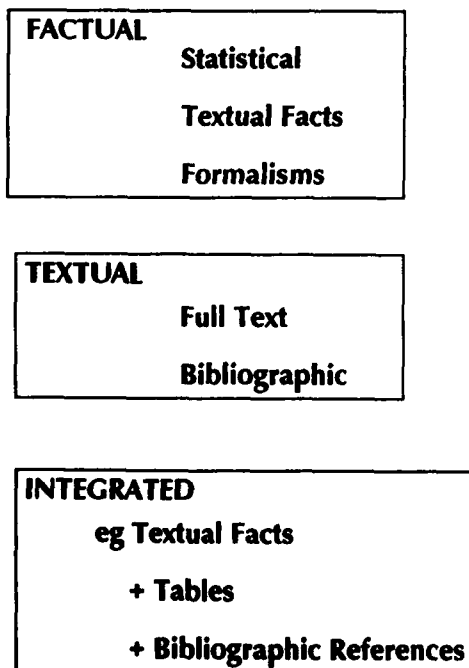 FACTUAL
Statistical
Textual Facts
Formalisms
TEXTUAL
Full Text
Bibliographic
INTEGRATED
eg Textual Facts
+ Tables
+ Bibliographic References